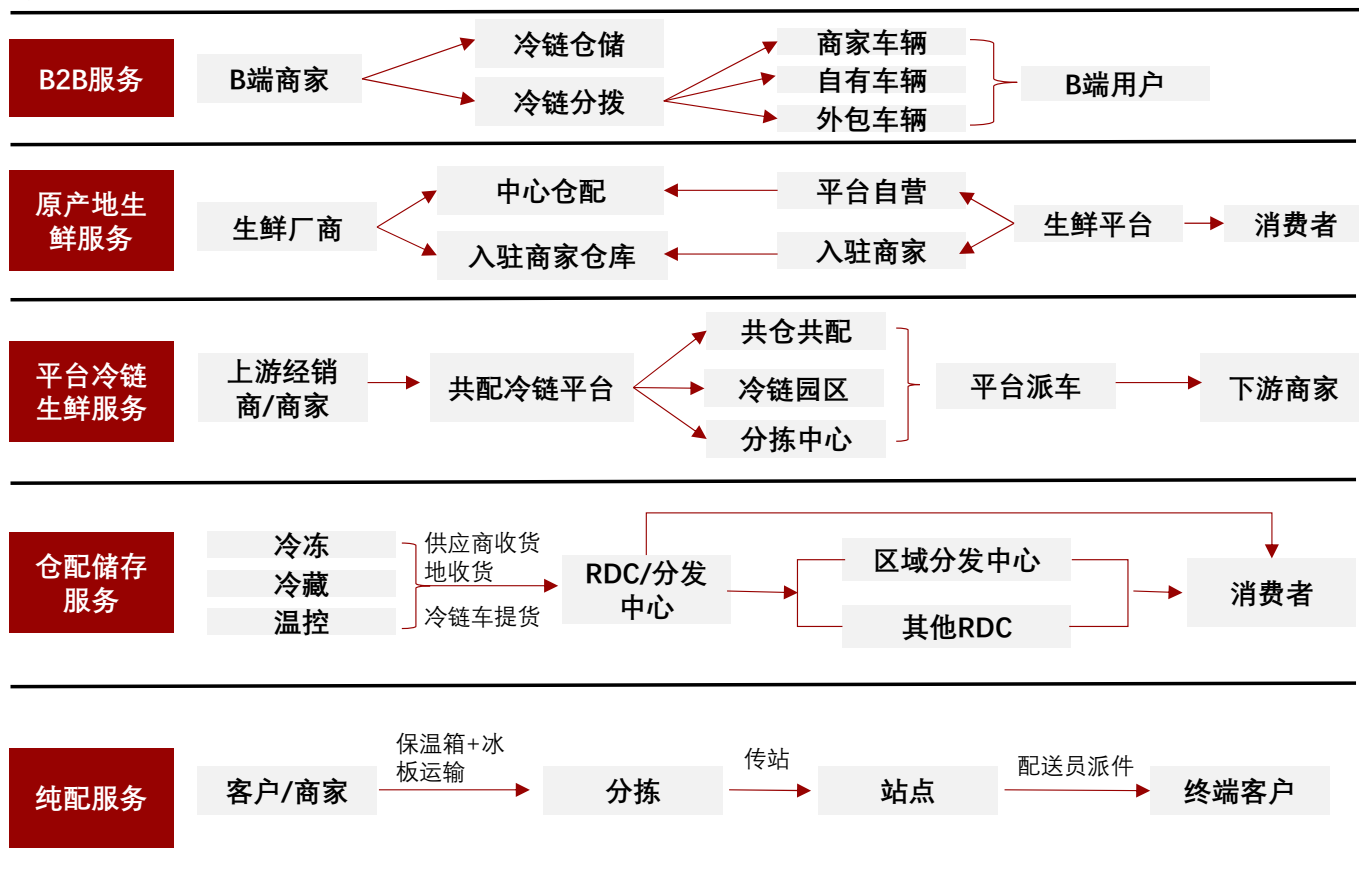 B2B服务
B端商家
冷链仓储
冷链分拨
商家车辆
自有车辆
外包车辆
B端用户
原产地生
鲜服务
生鲜厂商
中心仓配
入驻商家仓库
平台自营
入驻商家
生鲜平台
消费者
平台冷链
生鲜服务
上游经销
商/商家
共配冷链平台
共仓共配
冷链园区
分拣中心
平台派车
下游商家
仓配储存
服务
冷冻
冷藏
温控
供应商收货
地收货
冷链车提货
RDC/分发
中心
区域分发中心
其他RDC
消费者
纯配服务
客户/商家
保温箱+冰
板运输
分拣
传站
站点
配送员派件
终端客户